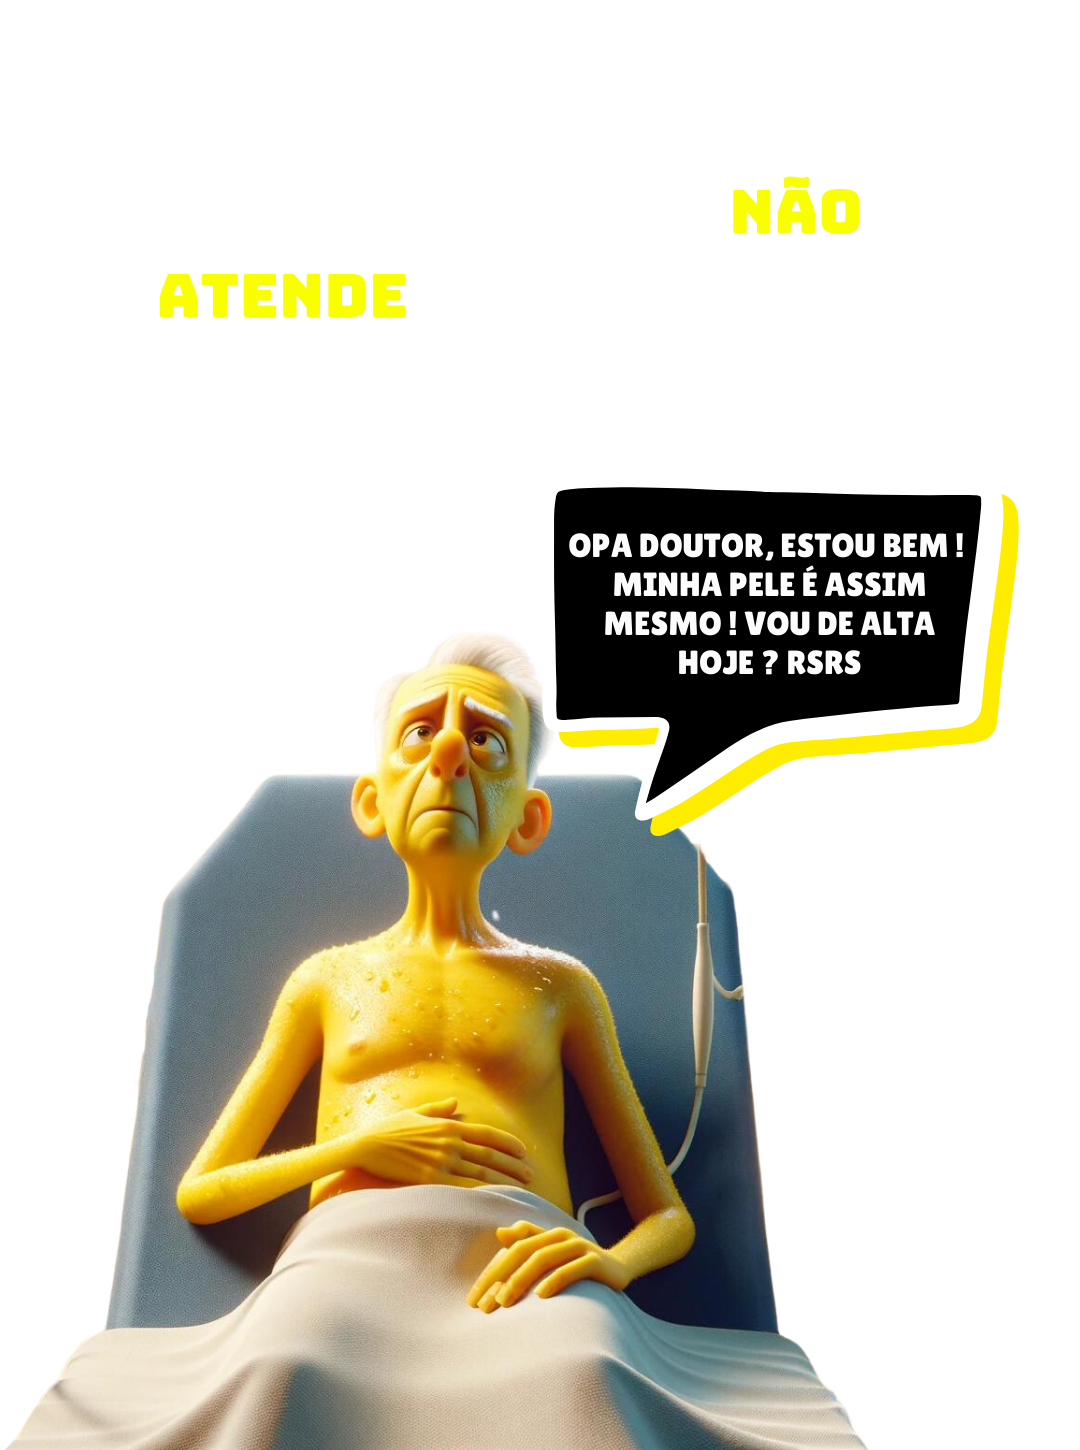 NÃO
ATENDE
OPA DOUTOR, ESTOU BEM !
MINHA PELE É ASSIM
MESMO ! VOU DE ALTA
HOJE ? RSRS